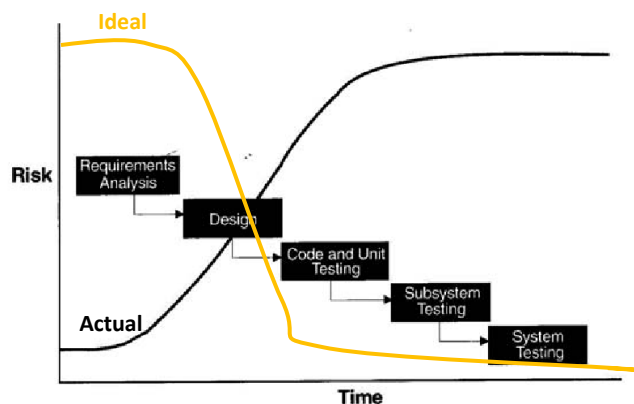 Ideal
Requirements
Analysis
Risk
Design
Code and Unit
Testing
Subsystem
Testing
Actual
System
Testing
Time